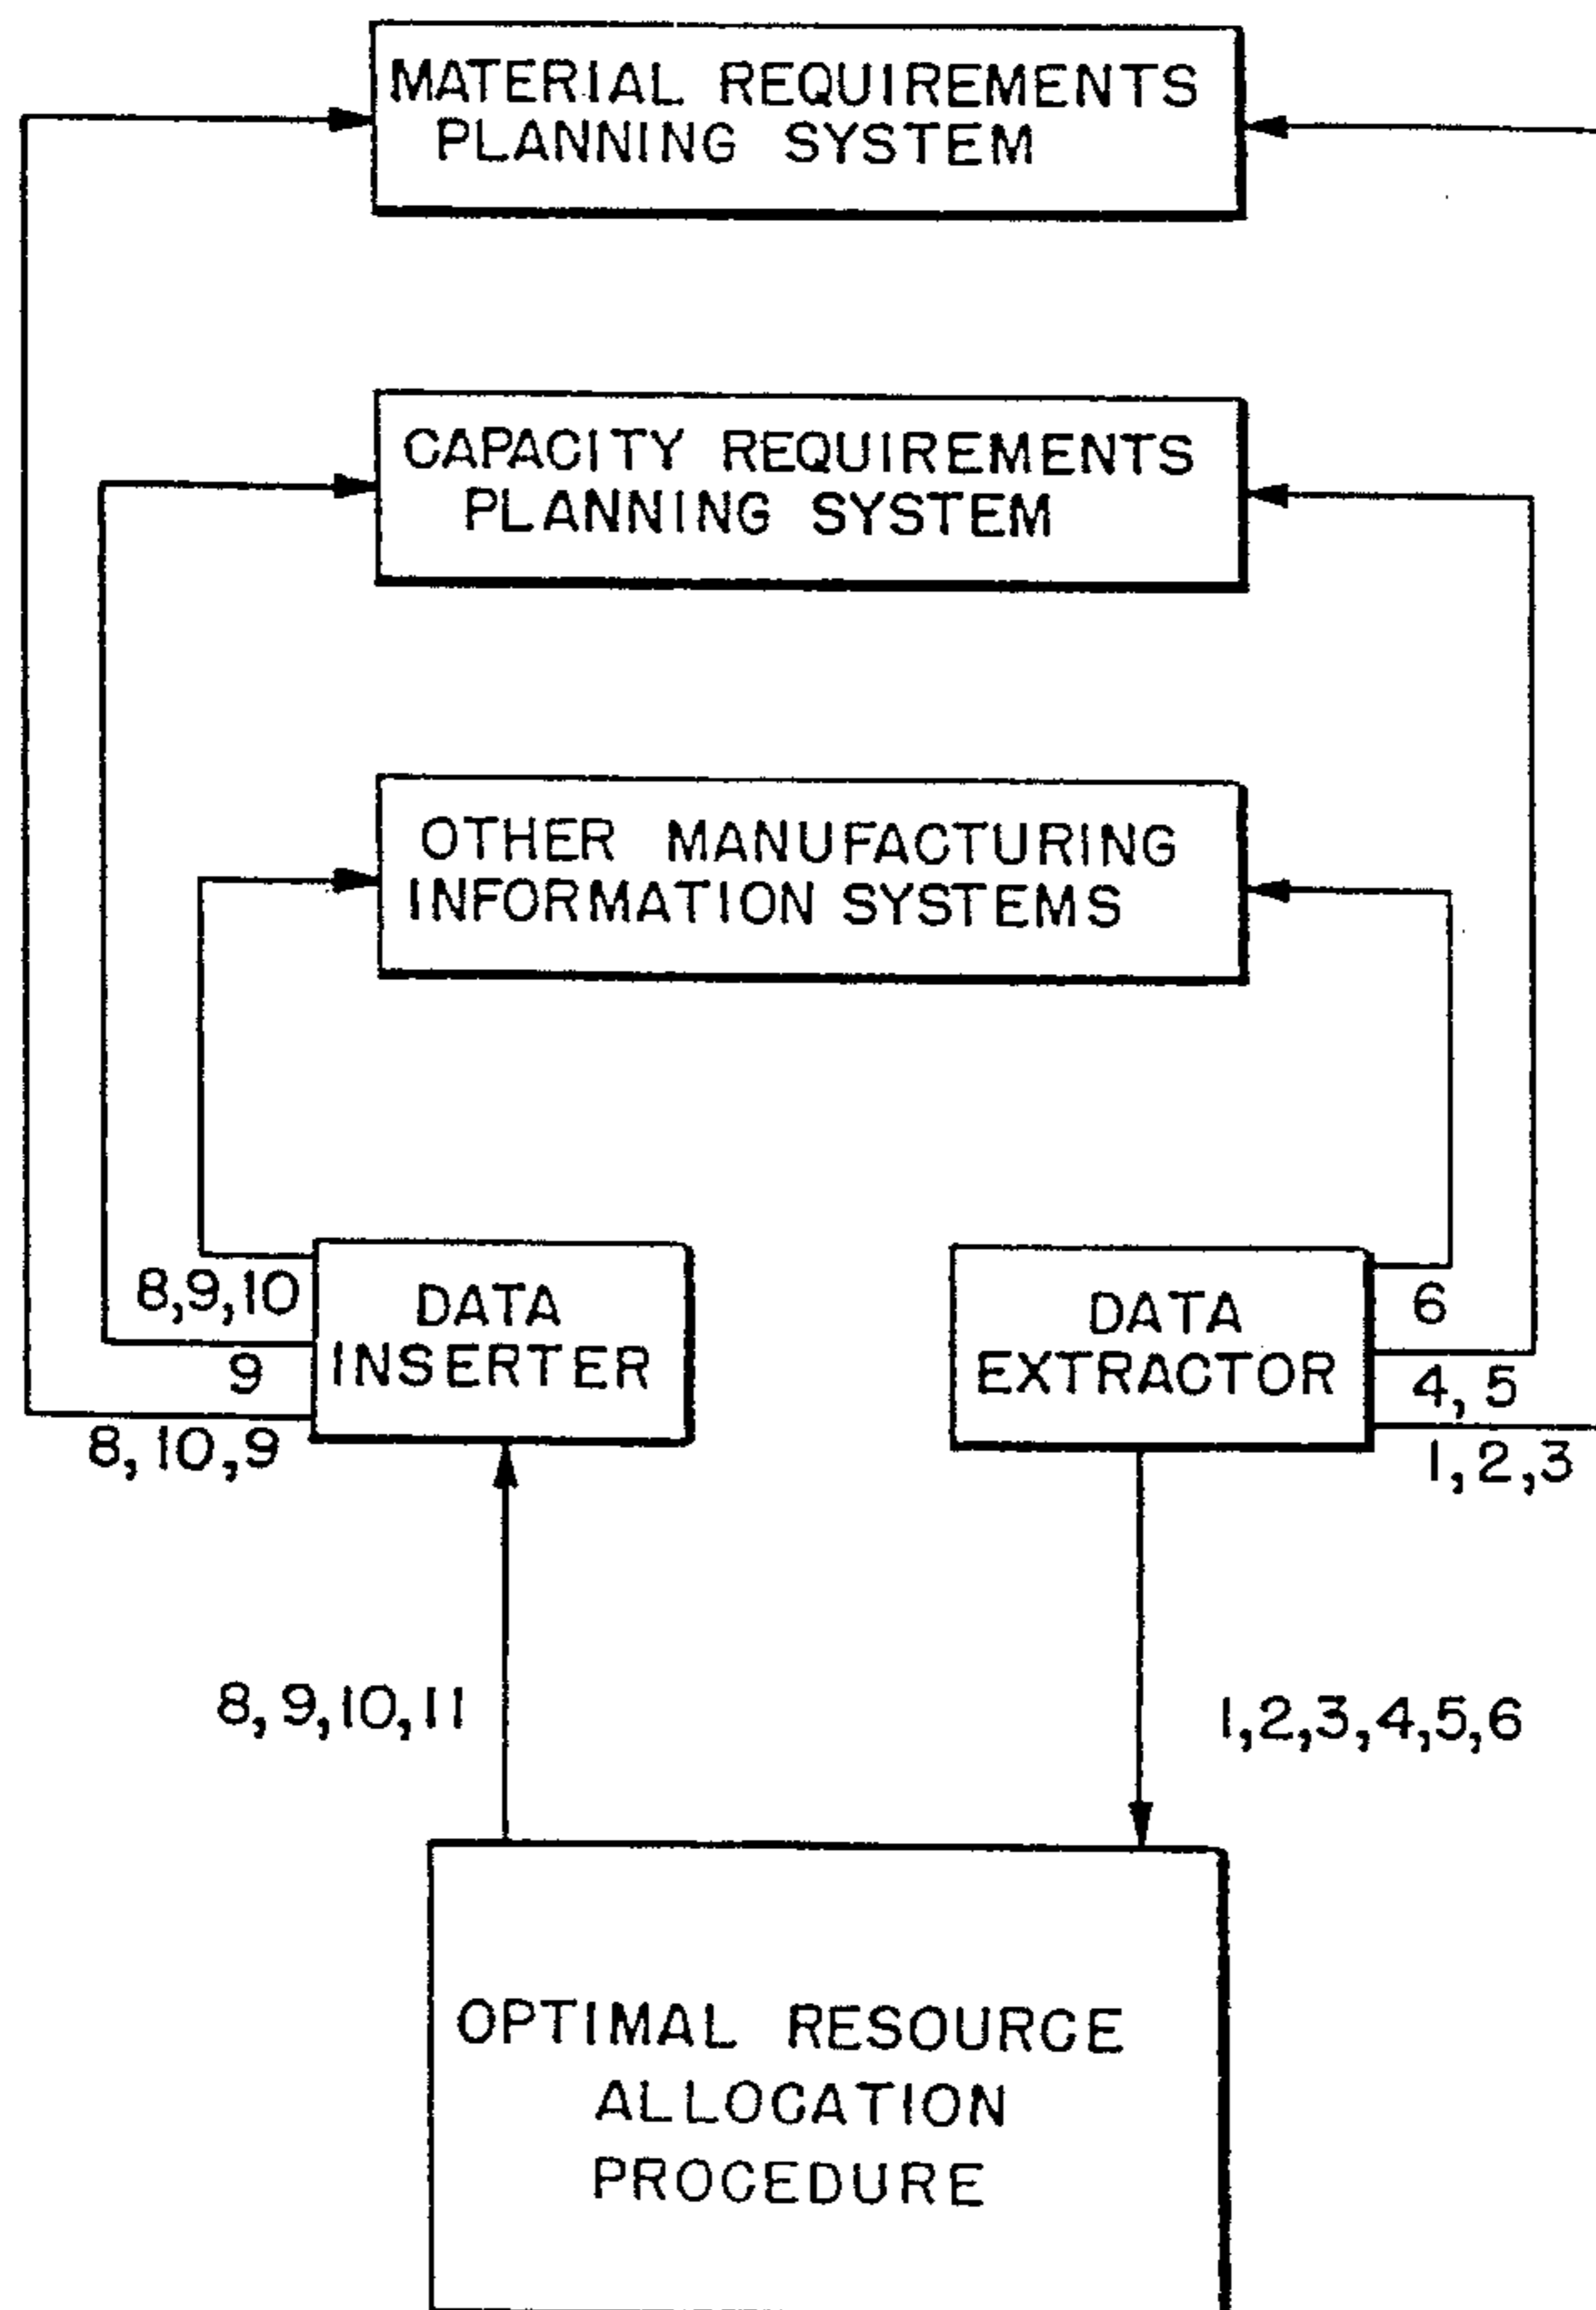 MATERIAL REQUIREMENTS
PLANNING SYSTEM
CAPACITY REQUIREMENTS
PLANNING SYSTEM
OTHER MANUFACTURING
INFORMATION SYSTEMS
8,9,10
9
8,10,9
DATA
INSERTER
DATA
EXTRACTOR
6
4, 5
1,2,3
8,9,10,11
1,2,3,4,5,6
OPTIMAL RESOURCE
ALLOCATION
PROCEDURE